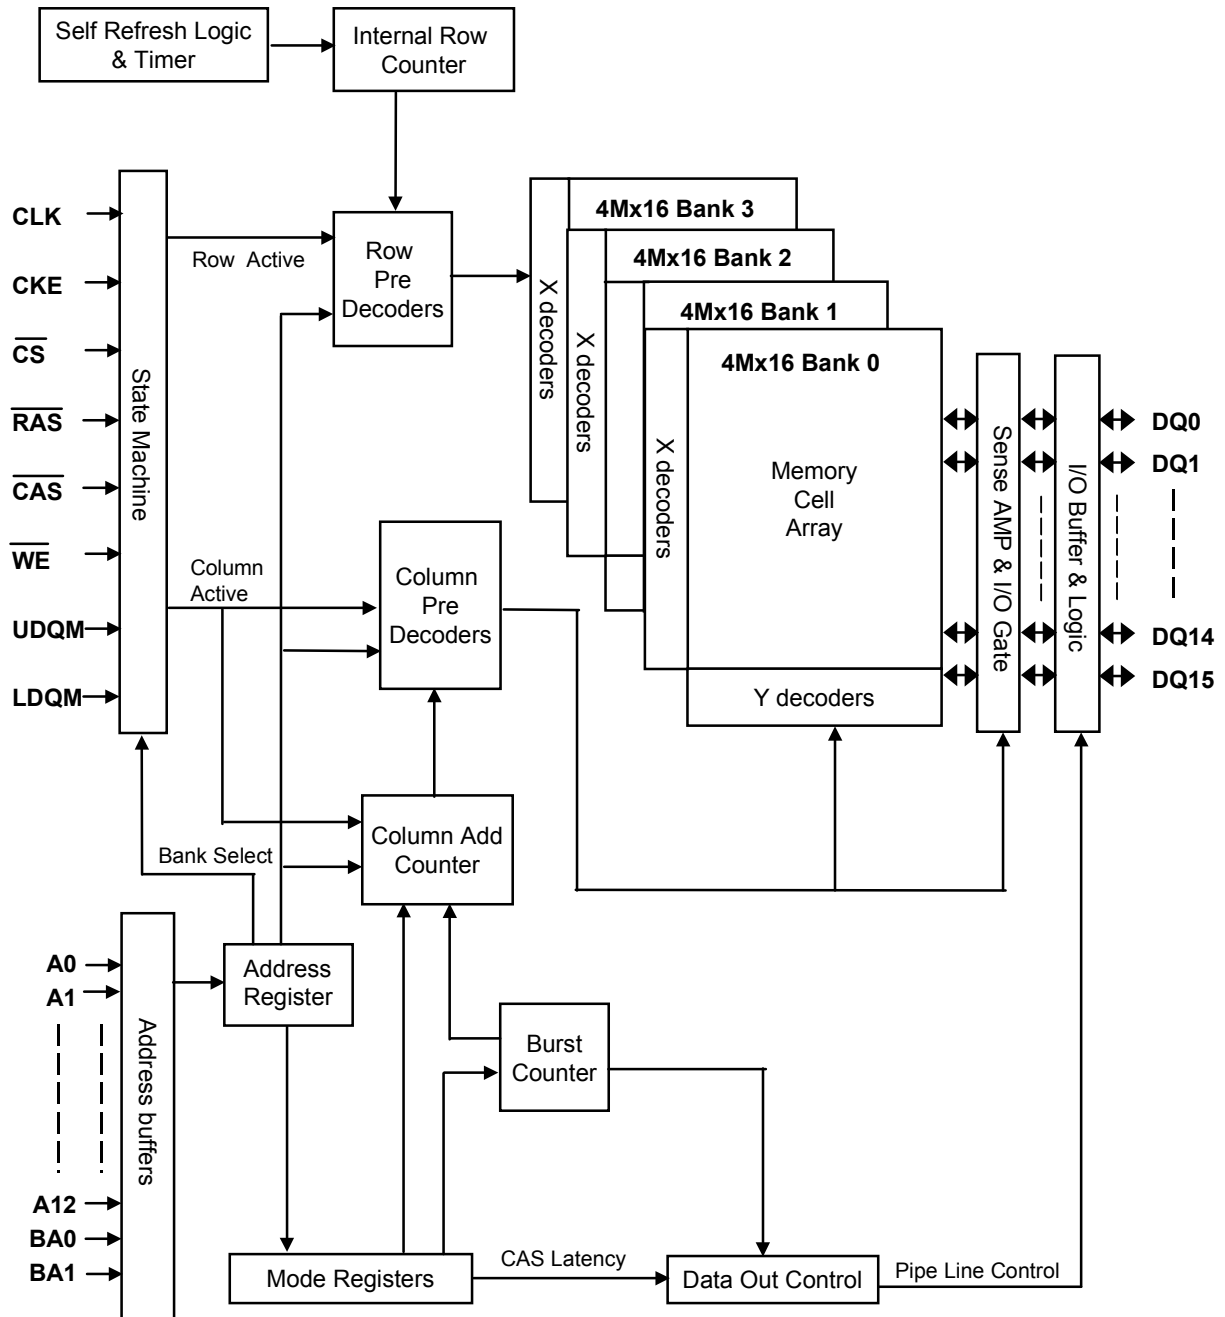 Self Refresh Logic
& Timer
Internal Row
Counter
CLK
CKE
CS
RAS
CAS
WE
UDQM
LDQM
State Machine
Row Active
Row
Pre
Decoders
Column
Active
Column
Pre
Decoders
X decoders
4Mx16 Bank 3
X decoders
4Mx16 Bank 2
4Mx16 Bank 1
X decoders
4Mx16 Bank 0
Memory
Cell
Array
Y decoders
Sense AMP & I/O Gate
I/O Buffer & Logic
DQ0
DQ1
DQ14
DQ15
Bank Select
Column Add
Counter
A0
A1
A12
BA0
BA1
Address buffers
Address
Register
Burst
Counter
Mode Registers
CAS Latency
Data Out Control
Pipe Line Control